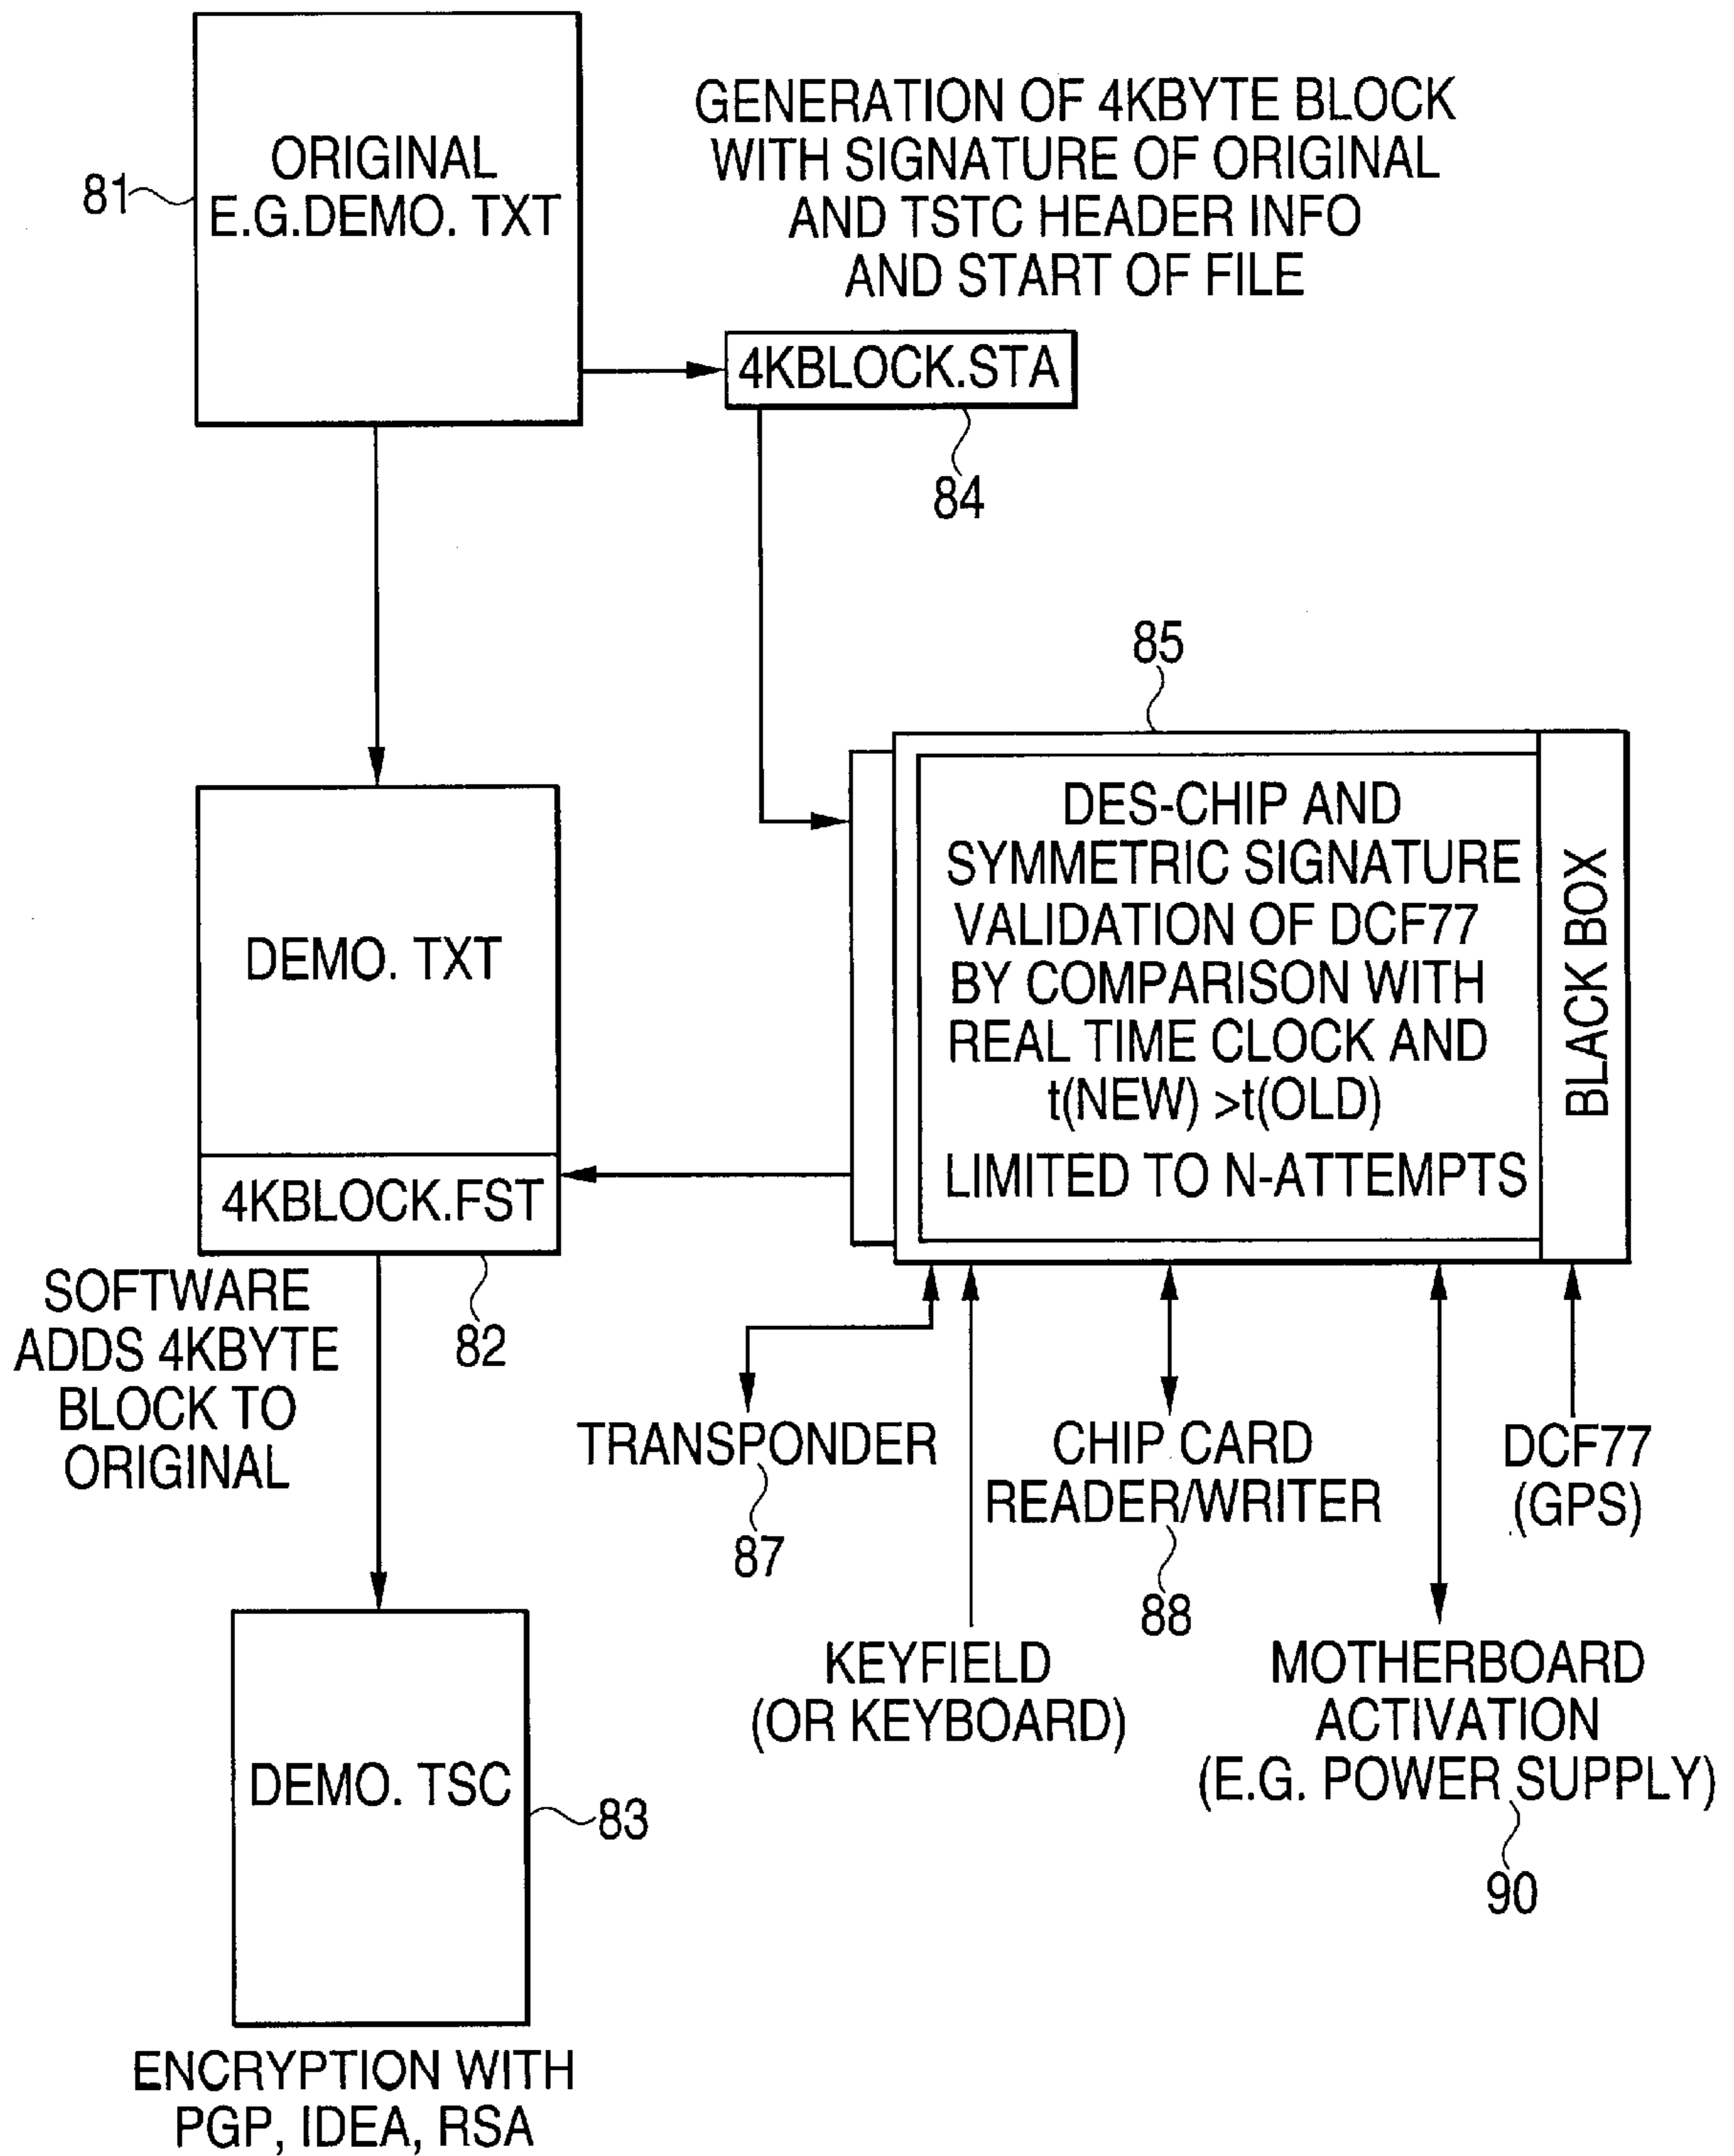 ORIGINAL
E.G.DEMO. TXT
81
GENERATION OF 4KBYTE BLOCK
WITH SIGNATURE OF ORIGINAL
AND TSTC HEADER INFO
AND START OF FILE
4KBLOCK.STA
84
85
DES-CHIP AND
SYMMETRIC SIGNATURE
VALIDATION OF DCF77
BY COMPARISON WITH
REAL TIME CLOCK AND
t(NEW) >t(OLD)
LIMITED TO N-ATTEMPTS
BLACK BOX
DEMO. TXT
4KBLOCK.FST
82
SOFTWARE
ADDS 4KBYTE
BLOCK TO
ORIGINAL
TRANSPONDER
87
CHIP CARD
READER/WRITER
88
DCF77
(GPS)
KEYFIELD
(OR KEYBOARD)
MOTHERBOARD
ACTIVATION
(E.G. POWER SUPPLY)
90
DEMO. TSC
83
ENCRYPTION WITH
PGP, IDEA, RSA